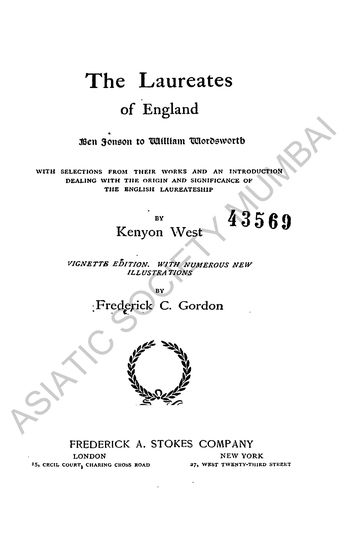 The Laureates
of England
Ben Jonson to William Wordsworth
WITH SELECTIONS FROM THEIR WORKS AND AN INTRODUCTION
DEALING WITH THE ORIGIN AND SIGNIFICANCE OF
THE ENGLISH LAUREATESHIP
BY
43569
Kenyon West
VIGNETTE EDITION. WITH NUMEROUS NEW
ILLUSTRATIONS
BY
Frederick C. Gordon
ASIATIC SOCIETY MUMBAI
FREDERICK A. STOKES COMPANY
LONDON NEW YORK
15, CECIL COURT, CHARING CROSS ROAD 27, WEST TWENTY-THIRD STREET